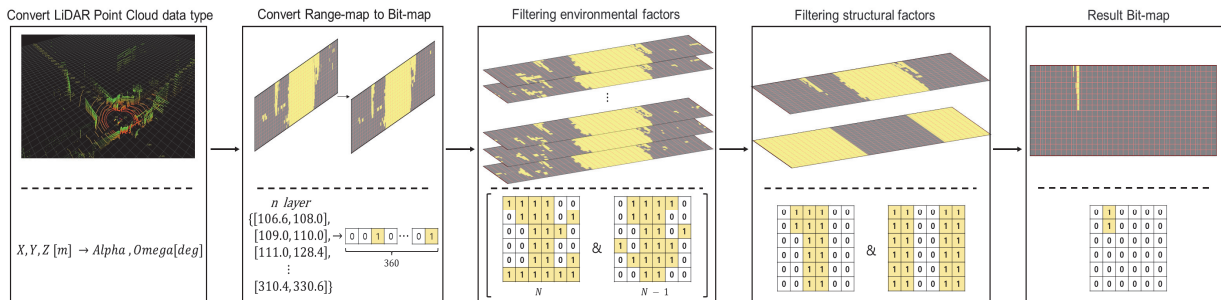 Convert LiDAR Point Cloud data type
X, Y, Z [m] → Alpha , Omega[deg]
Convert Range-map to Bit-map
n layer
{[106.6, 108.0],
[109.0, 110.0], → 0 0 1 0 ⋯ 0 1
[111.0, 128.4],
360
⋮
[310.4, 330.6]}
Filtering environmental factors
⋮
1 1 1 1 0 0
0 1 1 1 0 1
0 0 1 1 0 0
0 0 1 1 0 0
0 0 1 1 1 0
1 1 1 1 1 1
N
&
0 1 1 1 1 0
0 1 1 1 0 0
0 0 1 1 0 1
1 0 1 1 0 0
0 1 1 1 1 0
0 0 1 1 0 0
N − 1
Filtering structural factors
0 1 1 1 0 0
0 1 1 1 0 0
0 0 1 1 0 0
0 0 1 1 0 0
0 0 1 1 0 0
0 0 1 1 0 0
&
1 1 0 0 1 1
1 1 0 0 1 1
1 1 0 0 1 1
1 1 0 0 1 1
1 1 0 0 1 1
1 1 0 0 1 1
Result Bit-map
0 1 0 0 0 0
0 1 0 0 0 0
0 0 0 0 0 0
0 0 0 0 0 0
0 0 0 0 0 0
0 0 0 0 0 0